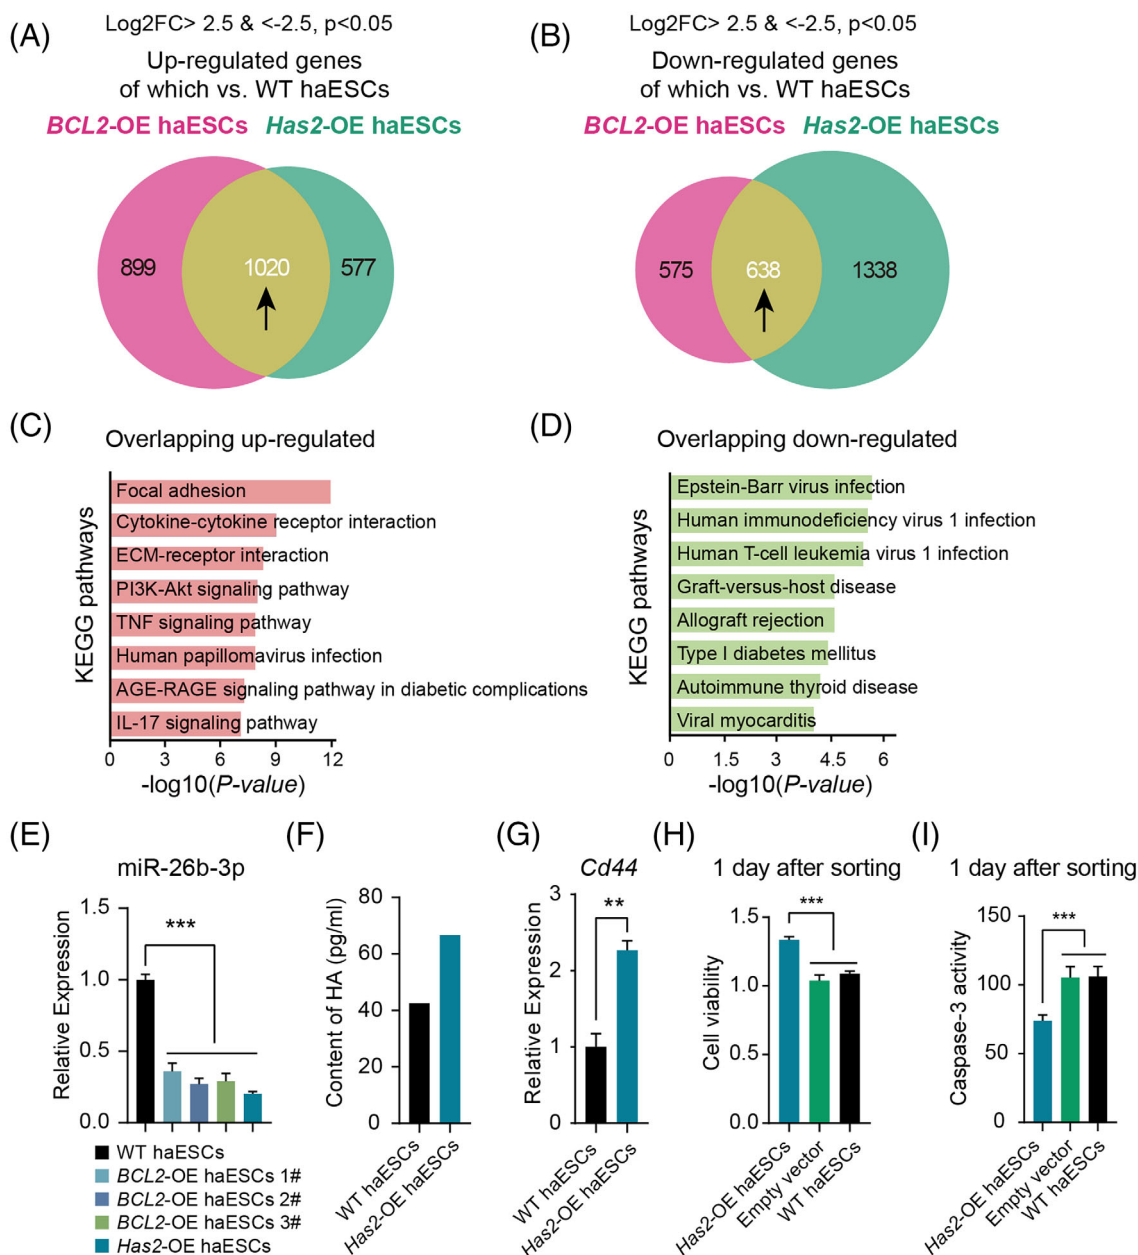 (A)
Log2FC> 2.5 & <-2.5, p<0.05
Up-regulated genes
of which vs. WT haESCs
BCL2-OE haESCs Has2-OE haESCs
899
1020
577
(B)
Log2FC> 2.5 & <-2.5, p<0.05
Down-regulated genes
of which vs. WT haESCs
BCL2-OE haESCs Has2-OE haESCs
575
638
1338
(C)
Overlapping up-regulated
KEGG pathways
Focal adhesion
Cytokine-cytokine receptor interaction
ECM-receptor interaction
PI3K-Akt signaling pathway
TNF signaling pathway
Human papillomavirus infection
AGE-RAGE signaling pathway in diabetic complications
IL-17 signaling pathway
0 3 6 9 12
-log10(P-value)
(D)
Overlapping down-regulated
KEGG pathways
Epstein-Barr virus infection
Human immunodeficiency virus 1 infection
Human T-cell leukemia virus 1 infection
Graft-versus-host disease
Allograft rejection
Type I diabetes mellitus
Autoimmune thyroid disease
Viral myocarditis
0 1.5 3 4.5 6
-log10(P-value)
(E)
miR-26b-3p
Relative Expression
1.5
1.0
0.5
0.0
***
WT haESCs
BCL2-OE haESCs 1#
BCL2-OE haESCs 2#
BCL2-OE haESCs 3#
Has2-OE haESCs
(F)
Content of HA (pg/ml)
80
60
40
20
0
WT haESCs
Has2-OE haESCs
(G)
Cd44
Relative Expression
3
2
1
0
**
WT haESCs
Has2-OE haESCs
(H)
1 day after sorting
Cell viability
1.5
1.0
0.5
0.0
***
Has2-OE haESCs
Empty vector
WT haESCs
(I)
1 day after sorting
Caspase-3 activity
150
100
50
0
***
Has2-OE haESCs
Empty vector
WT haESCs